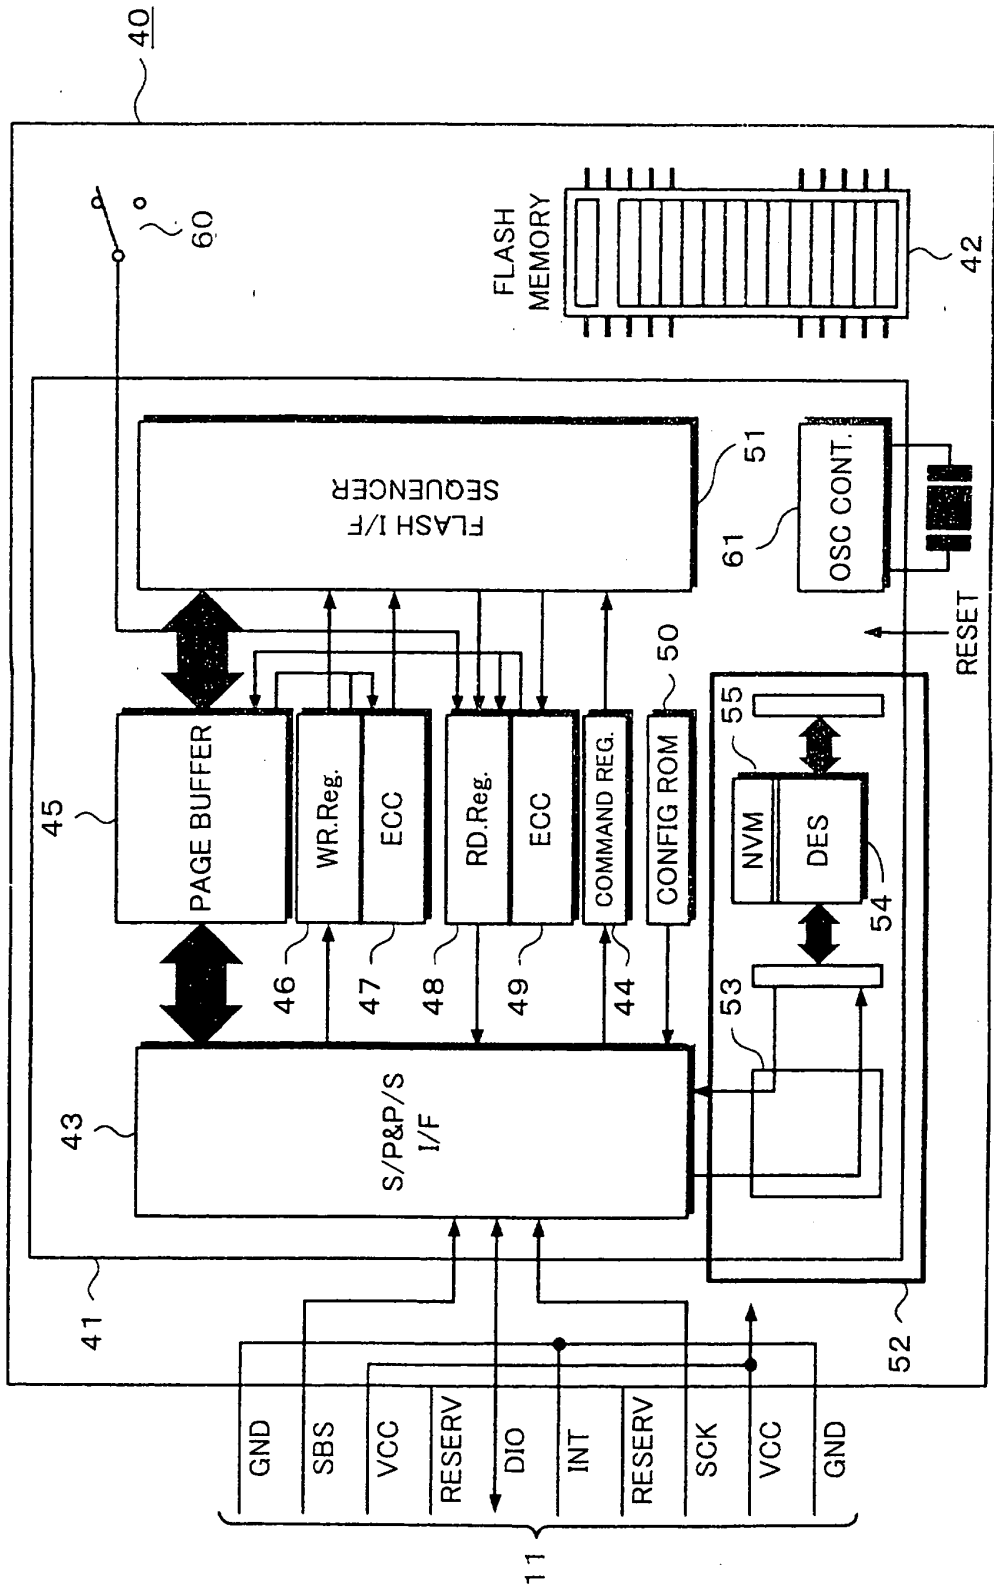 40
60
FLASH
MEMORY
42
FLASH I/F
SEQUENCER
51
61
OSC CONT.
RESET
45
PAGE BUFFER
46
WR.Reg.
47
ECC
48
RD.Reg.
49
ECC
44
COMMAND REG.
50
CONFIG ROM
55
NVM
DES
54
53
43
S/P&P/S
I/F
41
52
GND
SBS
VCC
RESERV
DIO
INT
RESERV
SCK
VCC
GND
11